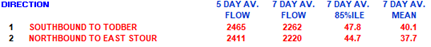 DIRECTION 5 DAY AV. 7 DAY AV. 7 DAY AV. 7 DAY AV.
FLOW FLOW 85%ILE MEAN
1 SOUTHBOUND TO TODBER 2465 2262 47.8 40.1
2 NORTHBOUND TO EAST STOUR 2411 2220 44.7 37.7